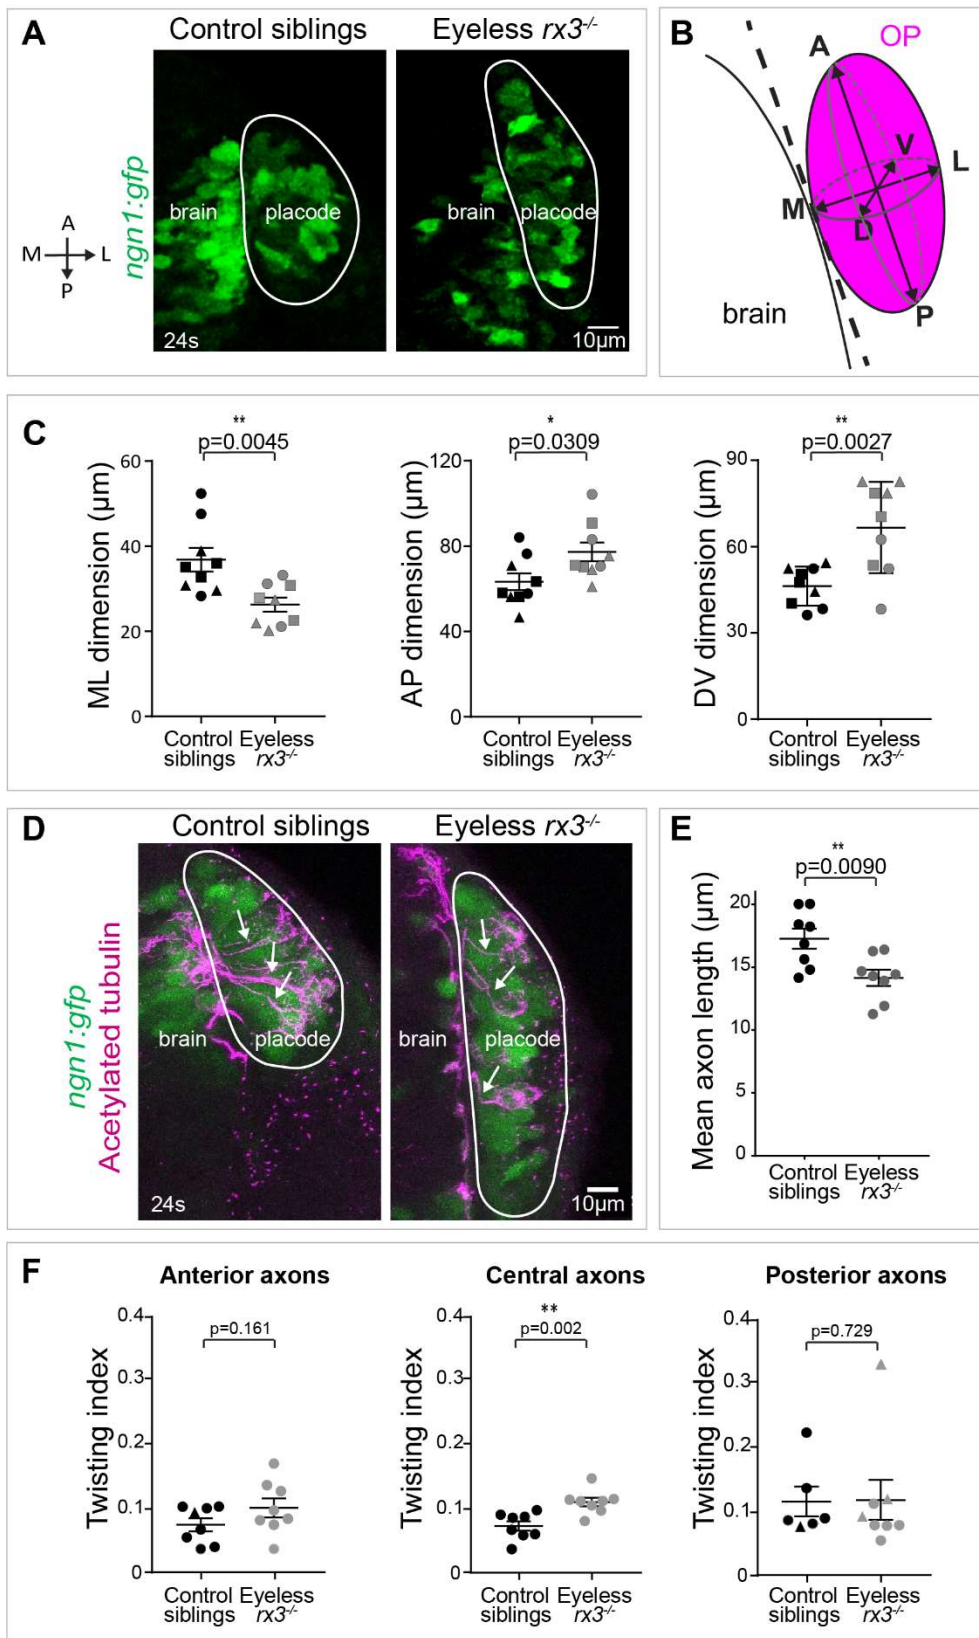 A
Control siblings
Eyeless rx3-/-
ngn1:gfp
A
M
L
P
brain
placode
24s
brain
placode
10µm
B
OP
A
V
L
M
D
P
brain
C
**
p=0.0045
ML dimension (µm)
60
40
20
0
Control siblings
Eyeless rx3-/-
*
p=0.0309
AP dimension (µm)
120
80
40
0
Control siblings
Eyeless rx3-/-
**
p=0.0027
DV dimension (µm)
90
60
30
0
Control siblings
Eyeless rx3-/-
D
Control siblings
Eyeless rx3-/-
ngn1:gfp
Acetylated tubulin
brain
placode
24s
brain
placode
10µm
E
**
p=0.0090
Mean axon length (µm)
20
15
10
5
0
Control siblings
Eyeless rx3-/-
F
Anterior axons
p=0.161
Twisting index
0.4
0.3
0.2
0.1
0
Control siblings
Eyeless rx3-/-
Central axons
**
p=0.002
Twisting index
0.4
0.3
0.2
0.1
0
Control siblings
Eyeless rx3-/-
Posterior axons
p=0.729
Twisting index
0.4
0.3
0.2
0.1
0
Control siblings
Eyeless rx3-/-